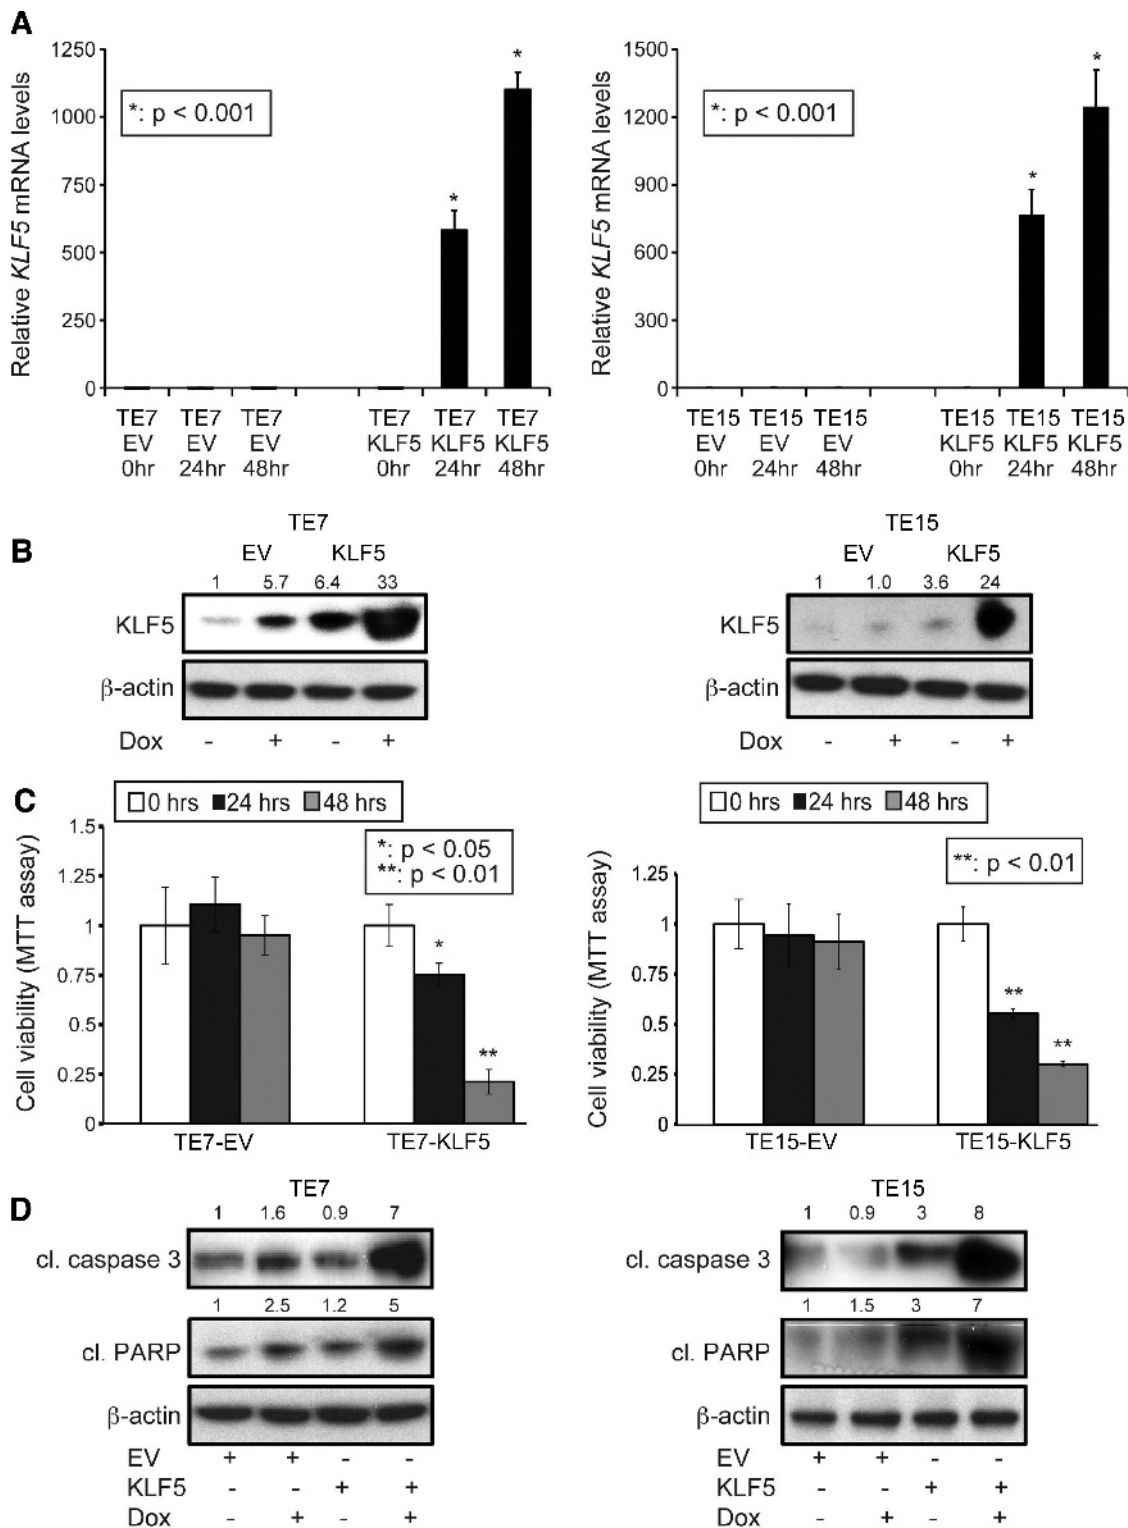 A
Relative KLF5 mRNA levels
1250
1000
750
500
250
0
*: p < 0.001
*
*
TE7 TE7 TE7 TE7 TE7 TE7
EV EV EV KLF5 KLF5 KLF5
0hr 24hr 48hr 0hr 24hr 48hr
Relative KLF5 mRNA levels
1500
1200
900
600
300
0
*: p < 0.001
*
*
TE15 TE15 TE15 TE15 TE15 TE15
EV EV EV KLF5 KLF5 KLF5
0hr 24hr 48hr 0hr 24hr 48hr
B
TE7
EV KLF5
1 5.7 6.4 33
KLF5
β-actin
Dox - + - +
TE15
EV KLF5
1 1.0 3.6 24
KLF5
β-actin
Dox - + - +
C
0 hrs 24 hrs 48 hrs
Cell viability (MTT assay)
1.5
1.25
1
0.75
0.5
0.25
0
*: p < 0.05
**: p < 0.01
*
**
TE7-EV TE7-KLF5
0 hrs 24 hrs 48 hrs
Cell viability (MTT assay)
1.25
1
0.75
0.5
0.25
0
**: p < 0.01
**
**
TE15-EV TE15-KLF5
D
TE7
1 1.6 0.9 7
cl. caspase 3
1 2.5 1.2 5
cl. PARP
β-actin
EV + + - -
KLF5 - - + +
Dox - + - +
TE15
1 0.9 3 8
cl. caspase 3
1 1.5 3 7
cl. PARP
β-actin
EV + + - -
KLF5 - - + +
Dox - + - +